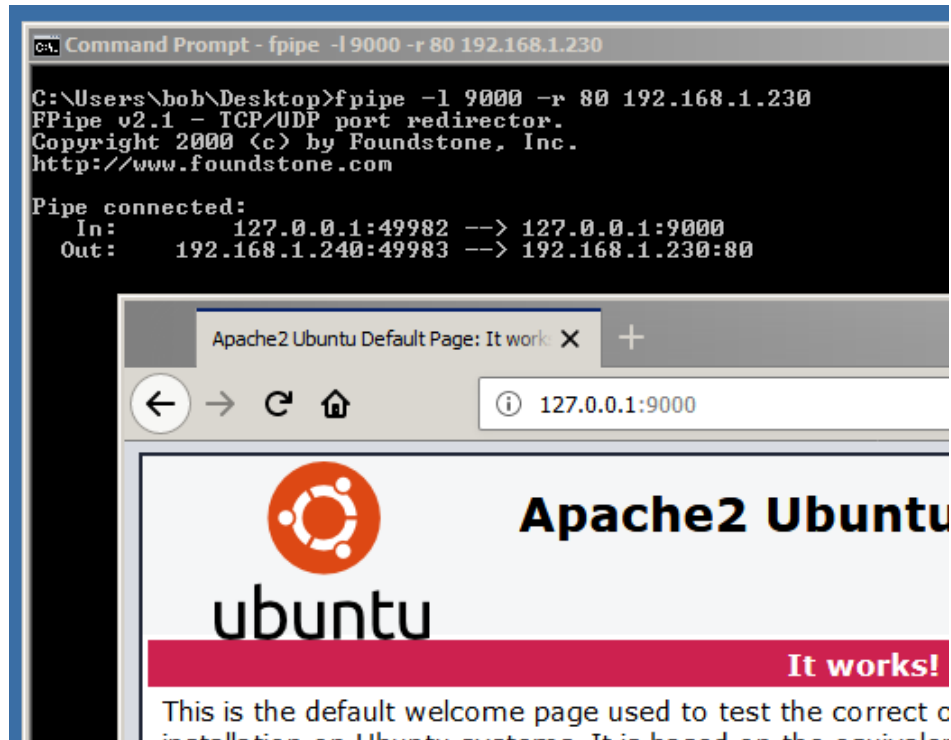 Command Prompt - fpipe -l 9000 -r 80 192.168.1.230
C:\Users\bob\Desktop>fpipe -l 9000 -r 80 192.168.1.230
FPipe v2.1 - TCP/UDP port redirector.
Copyright 2000 (c) by Foundstone, Inc.
http://www.foundstone.com
Pipe connected:
In: 127.0.0.1:49982 --> 127.0.0.1:9000
Out: 192.168.1.240:49983 --> 192.168.1.230:80
Apache2 Ubuntu Default Page: It work
127.0.0.1:9000
Apache2 Ubuntu
ubuntu
It works!
This is the default welcome page used to test the correct